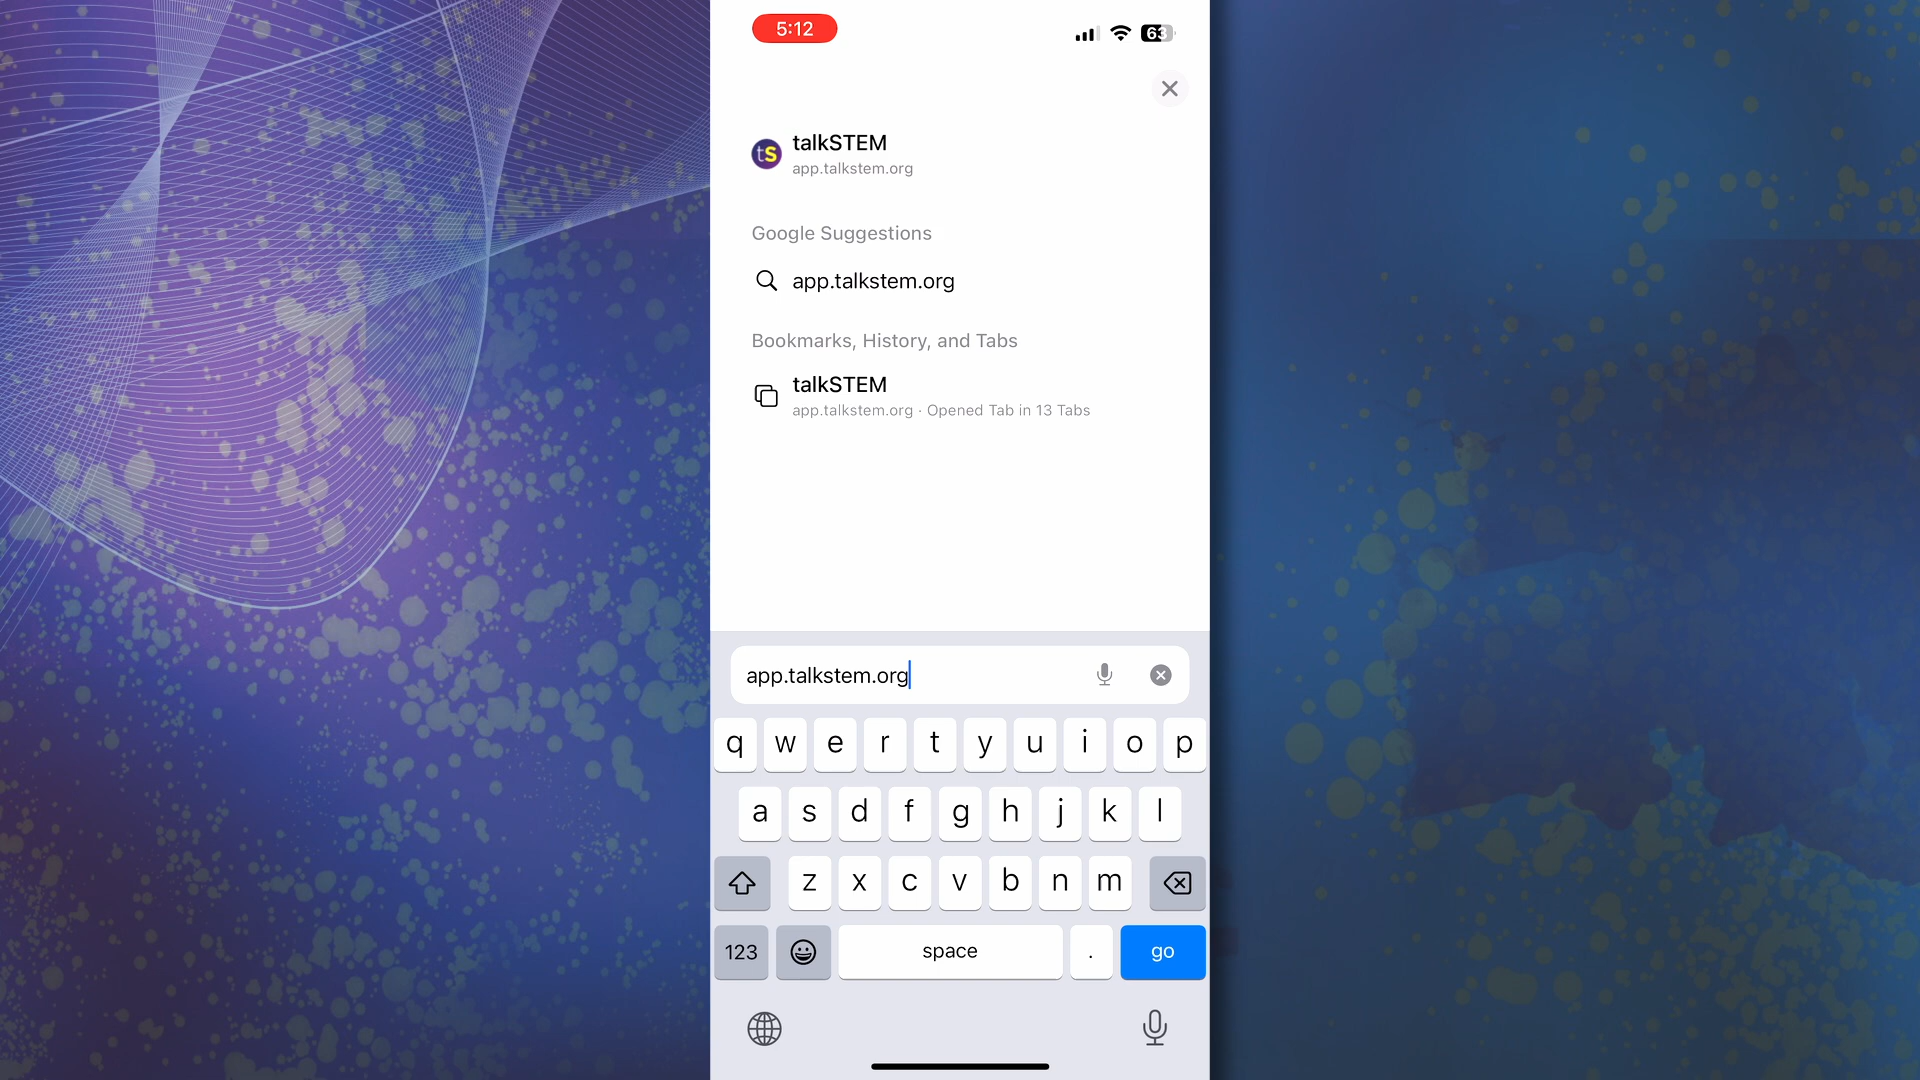 5:12
63
tS
talkSTEM
app.talkstem.org
Google Suggestions
app.talkstem.org
Bookmarks, History, and Tabs
talkSTEM
app.talkstem.org · Opened Tab in 13 Tabs
app.talkstem.org
q w e r t y u i o p
a s d f g h j k l
z x c v b n m
123 space . go